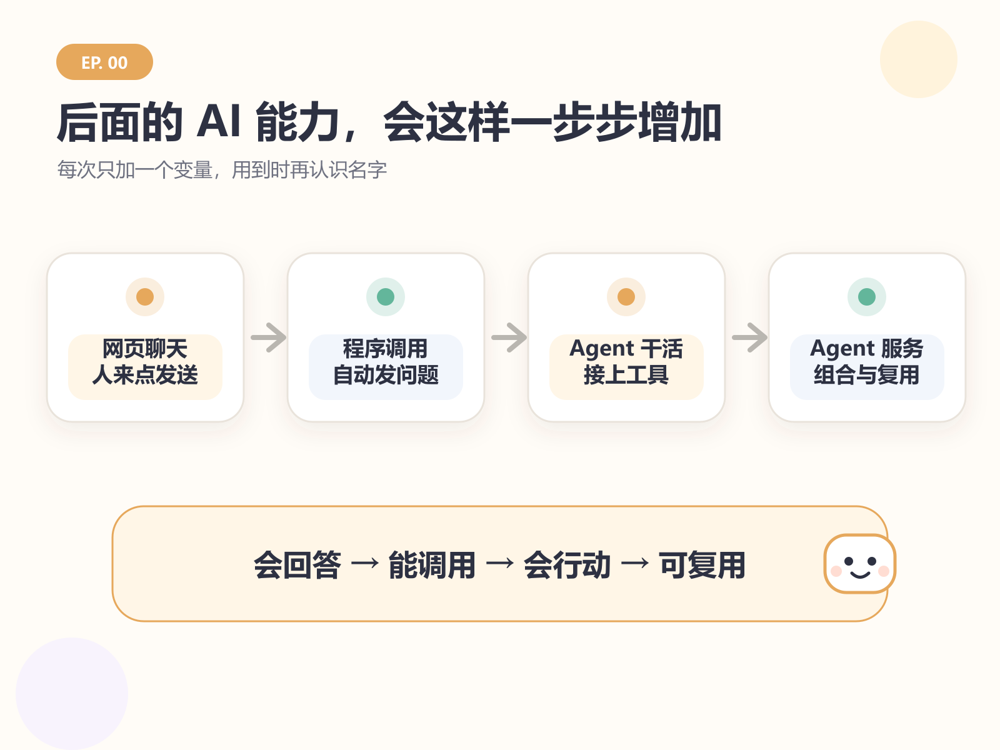 EP. 00
后面的 AI 能力，会这样一步步增加
每次只加一个变量，用到时再认识名字
网页聊天
人来点发送
程序调用
自动发问题
Agent 干活
接上工具
Agent 服务
组合与复用
会回答 → 能调用 → 会行动 → 可复用